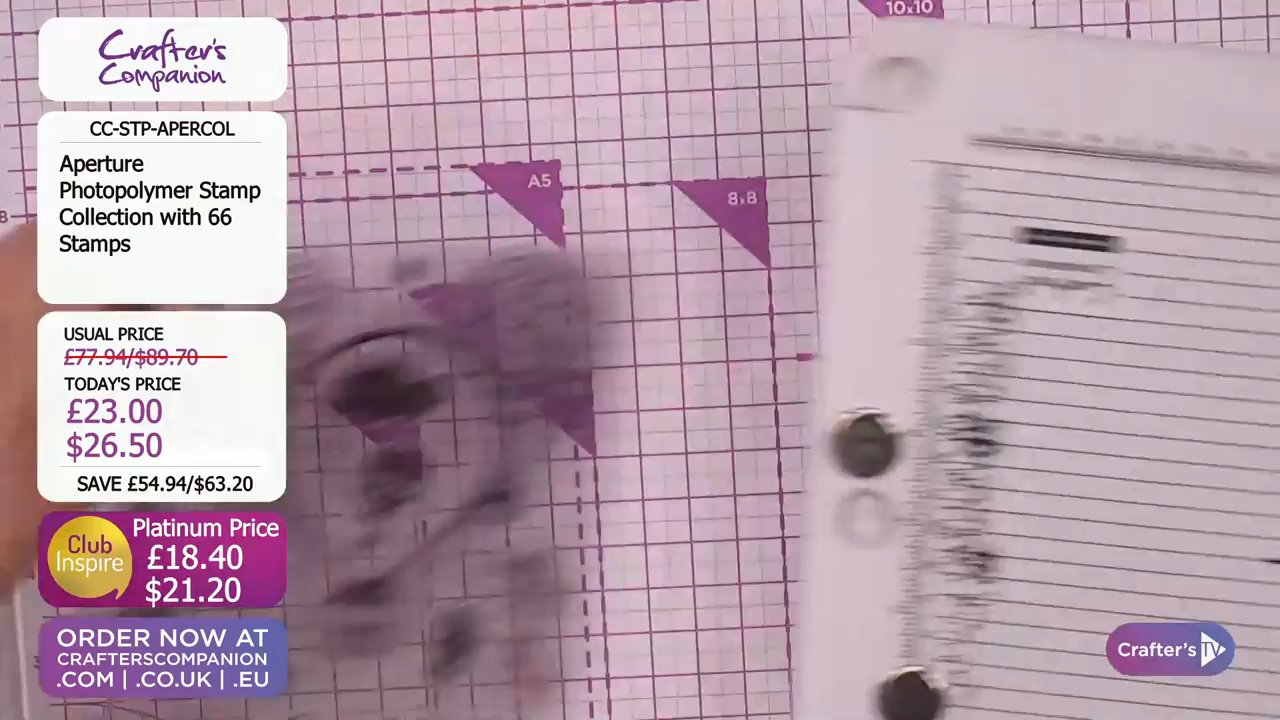 Crafter's
Companion
CC-STP-APERCOL
Aperture
Photopolymer Stamp
Collection with 66
Stamps
USUAL PRICE
£77.94/$89.70
TODAY'S PRICE
£23.00
$26.50
SAVE £54.94/$63.20
Club
Inspire
Platinum Price
£18.40
$21.20
ORDER NOW AT
CRAFTERSCOMPANION
.COM | .CO.UK | .EU
10x10
A5
8x8
Crafter's TV